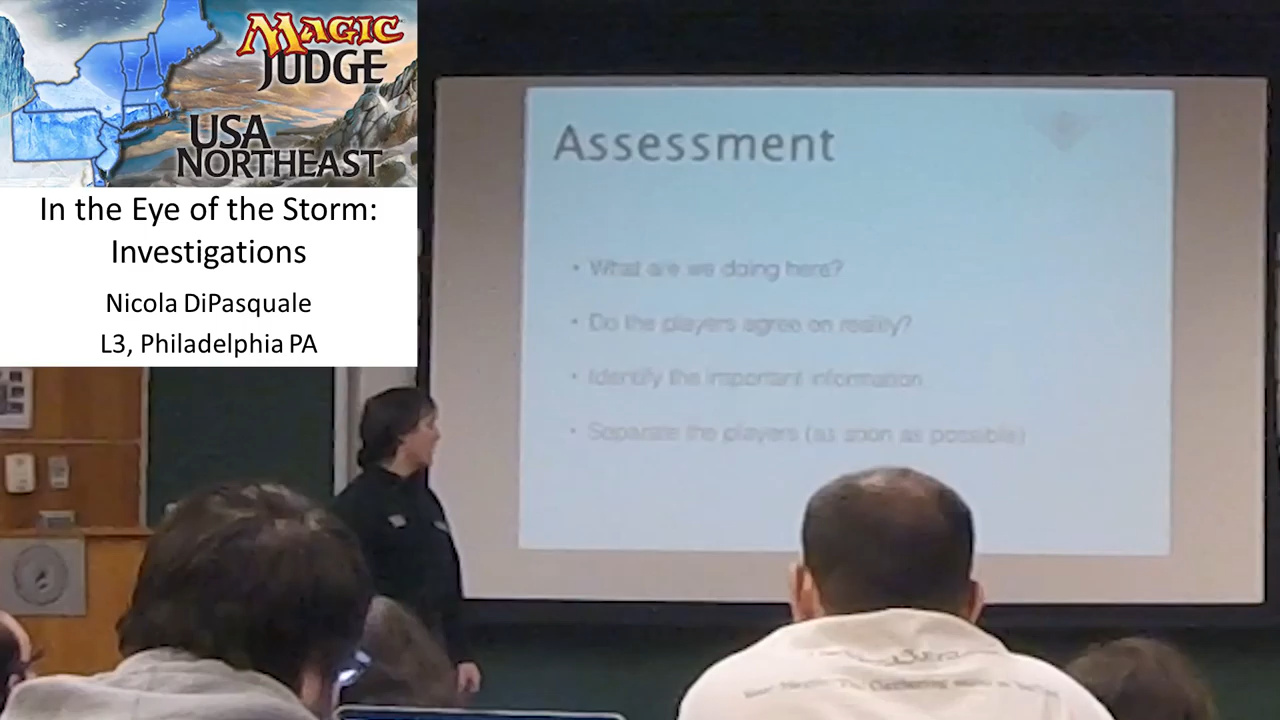 MAGIC
JUDGE
USA
NORTHEAST
In the Eye of the Storm:
Investigations
Nicola DiPasquale
L3, Philadelphia PA
Assessment
• What are we doing here?
• Do the players agree on reality?
• Identify the important information
• Separate the players (as soon as possible)